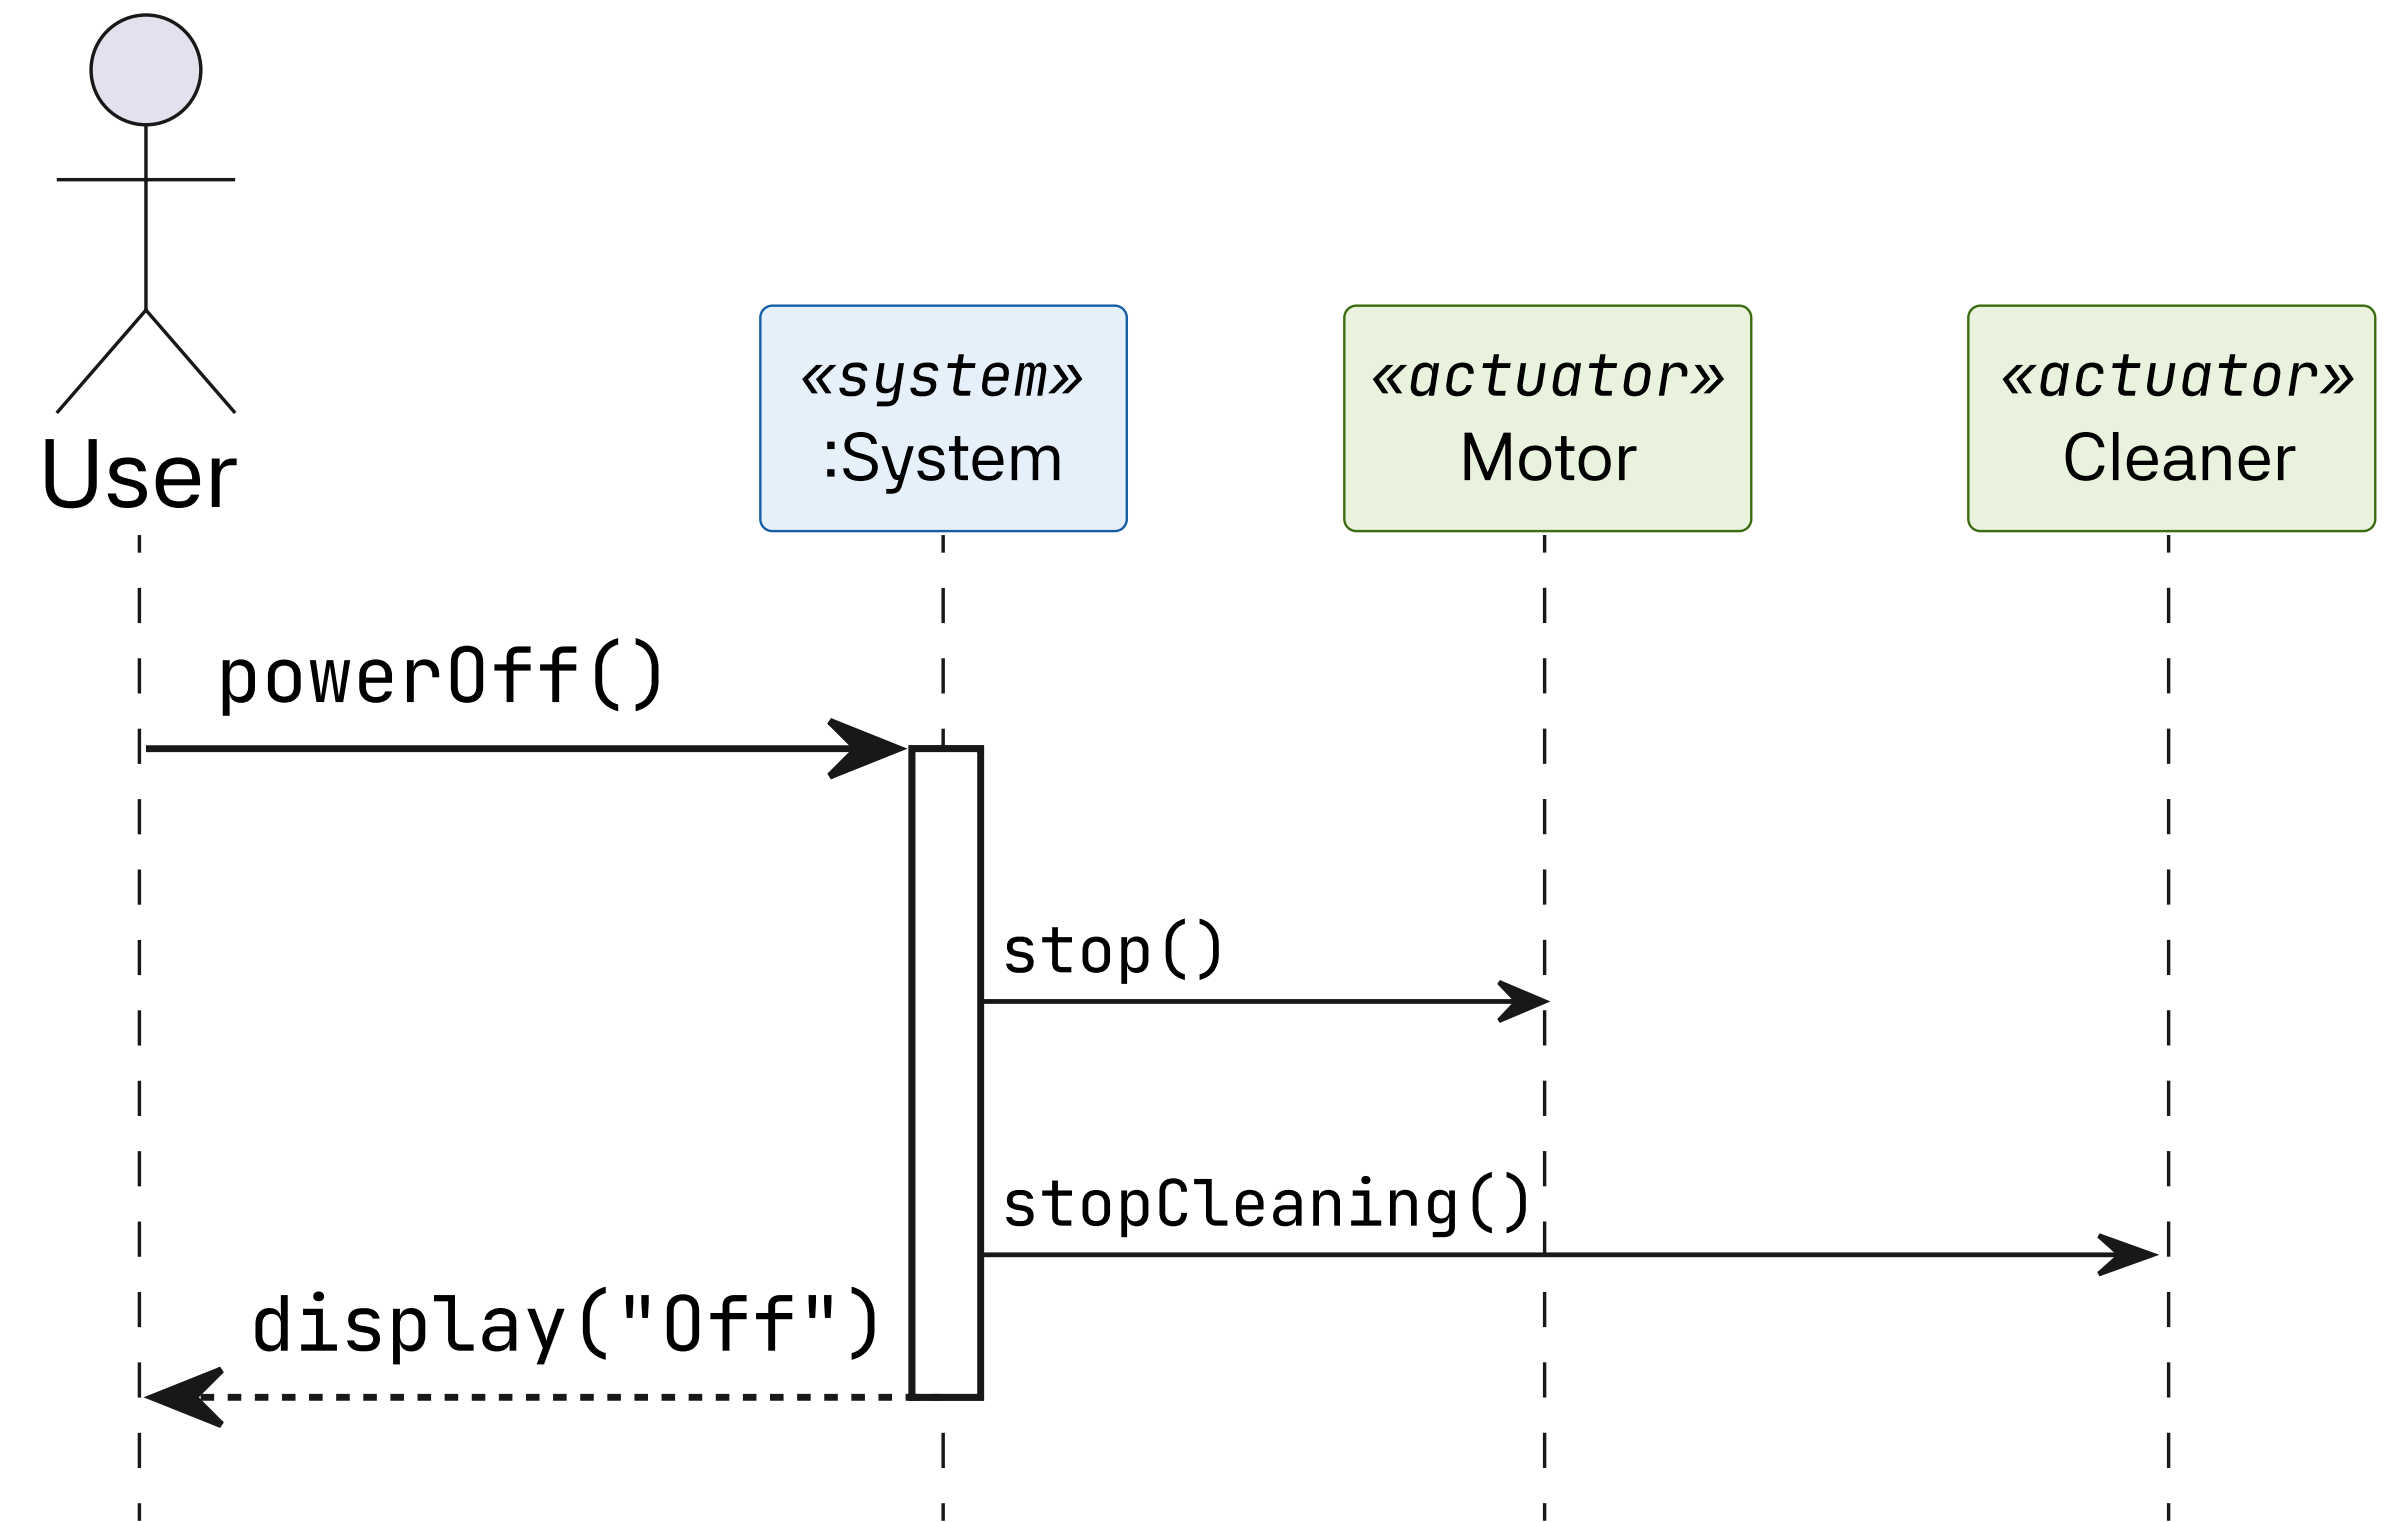 User
«system»
:System
«actuator»
Motor
«actuator»
Cleaner
powerOff()
stop()
stopCleaning()
display("Off")